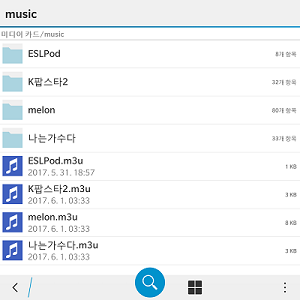 music
미디어 카드/music
ESLPod
8개 항목
K팝스타2
32개 항목
melon
80개 항목
나는가수다
33개 항목
ESLPod.m3u
2017. 5. 31. 18:57
1 KB
K팝스타2.m3u
2017. 6. 1. 03:33
3 KB
melon.m3u
2017. 6. 1. 03:33
8 KB
나는가수다.m3u
2017. 6. 1. 03:33
3 KB